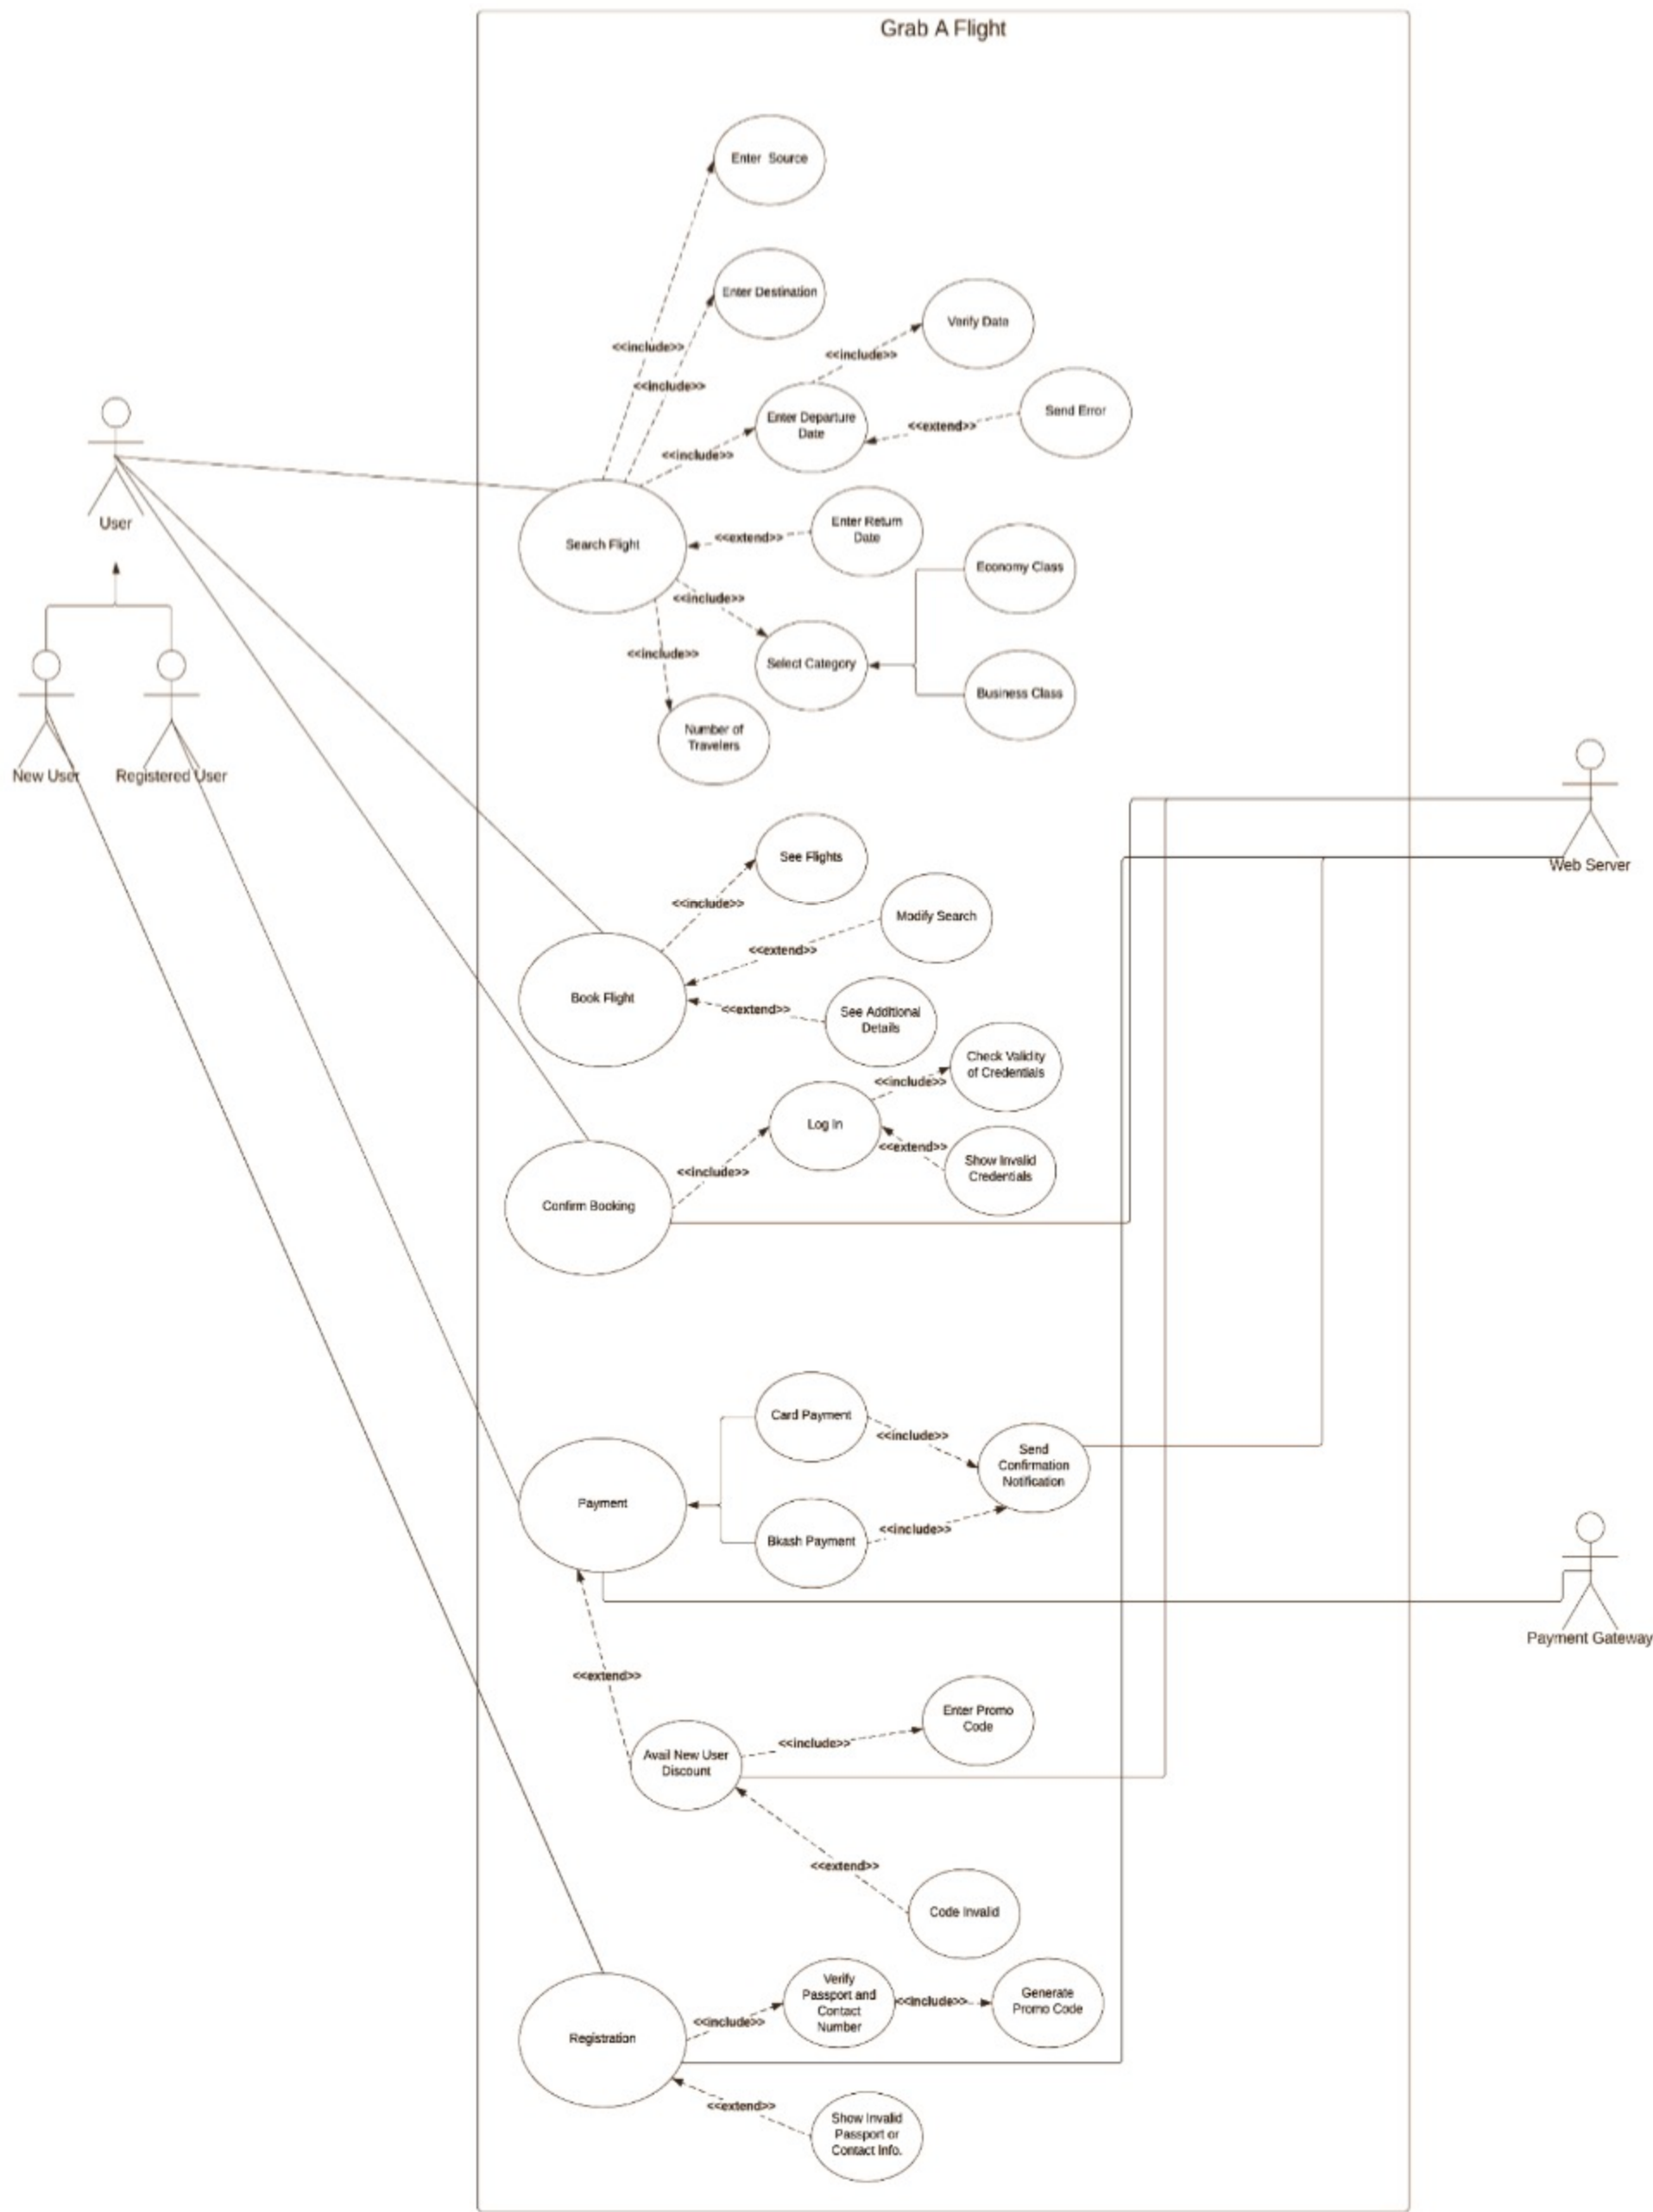 Grab A Flight
Enter Source
Enter Destination
Verify Date
<<include>>
<<include>>
<<include>>
Enter Departure
Date
Send Error
<<extend>>
<<include>>
User
Search Flight
Enter Return
Date
<<extend>>
Economy Class
<<include>>
<<include>>
Select Category
Business Class
Number of
Travelers
New User
Registered User
Web Server
See Flights
<<include>>
Modify Search
<<extend>>
Book Flight
<<extend>>
See Additional
Details
Check Validity
of Credentials
<<include>>
Log In
<<extend>>
Show Invalid
Credentials
<<include>>
Confirm Booking
Card Payment
<<include>>
Send
Confirmation
Notification
Payment
Bkash Payment
<<include>>
Payment Gateway
<<extend>>
Enter Promo
Code
<<include>>
Avail New User
Discount
<<extend>>
Code Invalid
Verify
Passport and
Contact
Number
<<include>>
Generate
Promo Code
<<include>>
Registration
<<extend>>
Show Invalid
Passport or
Contact Info.